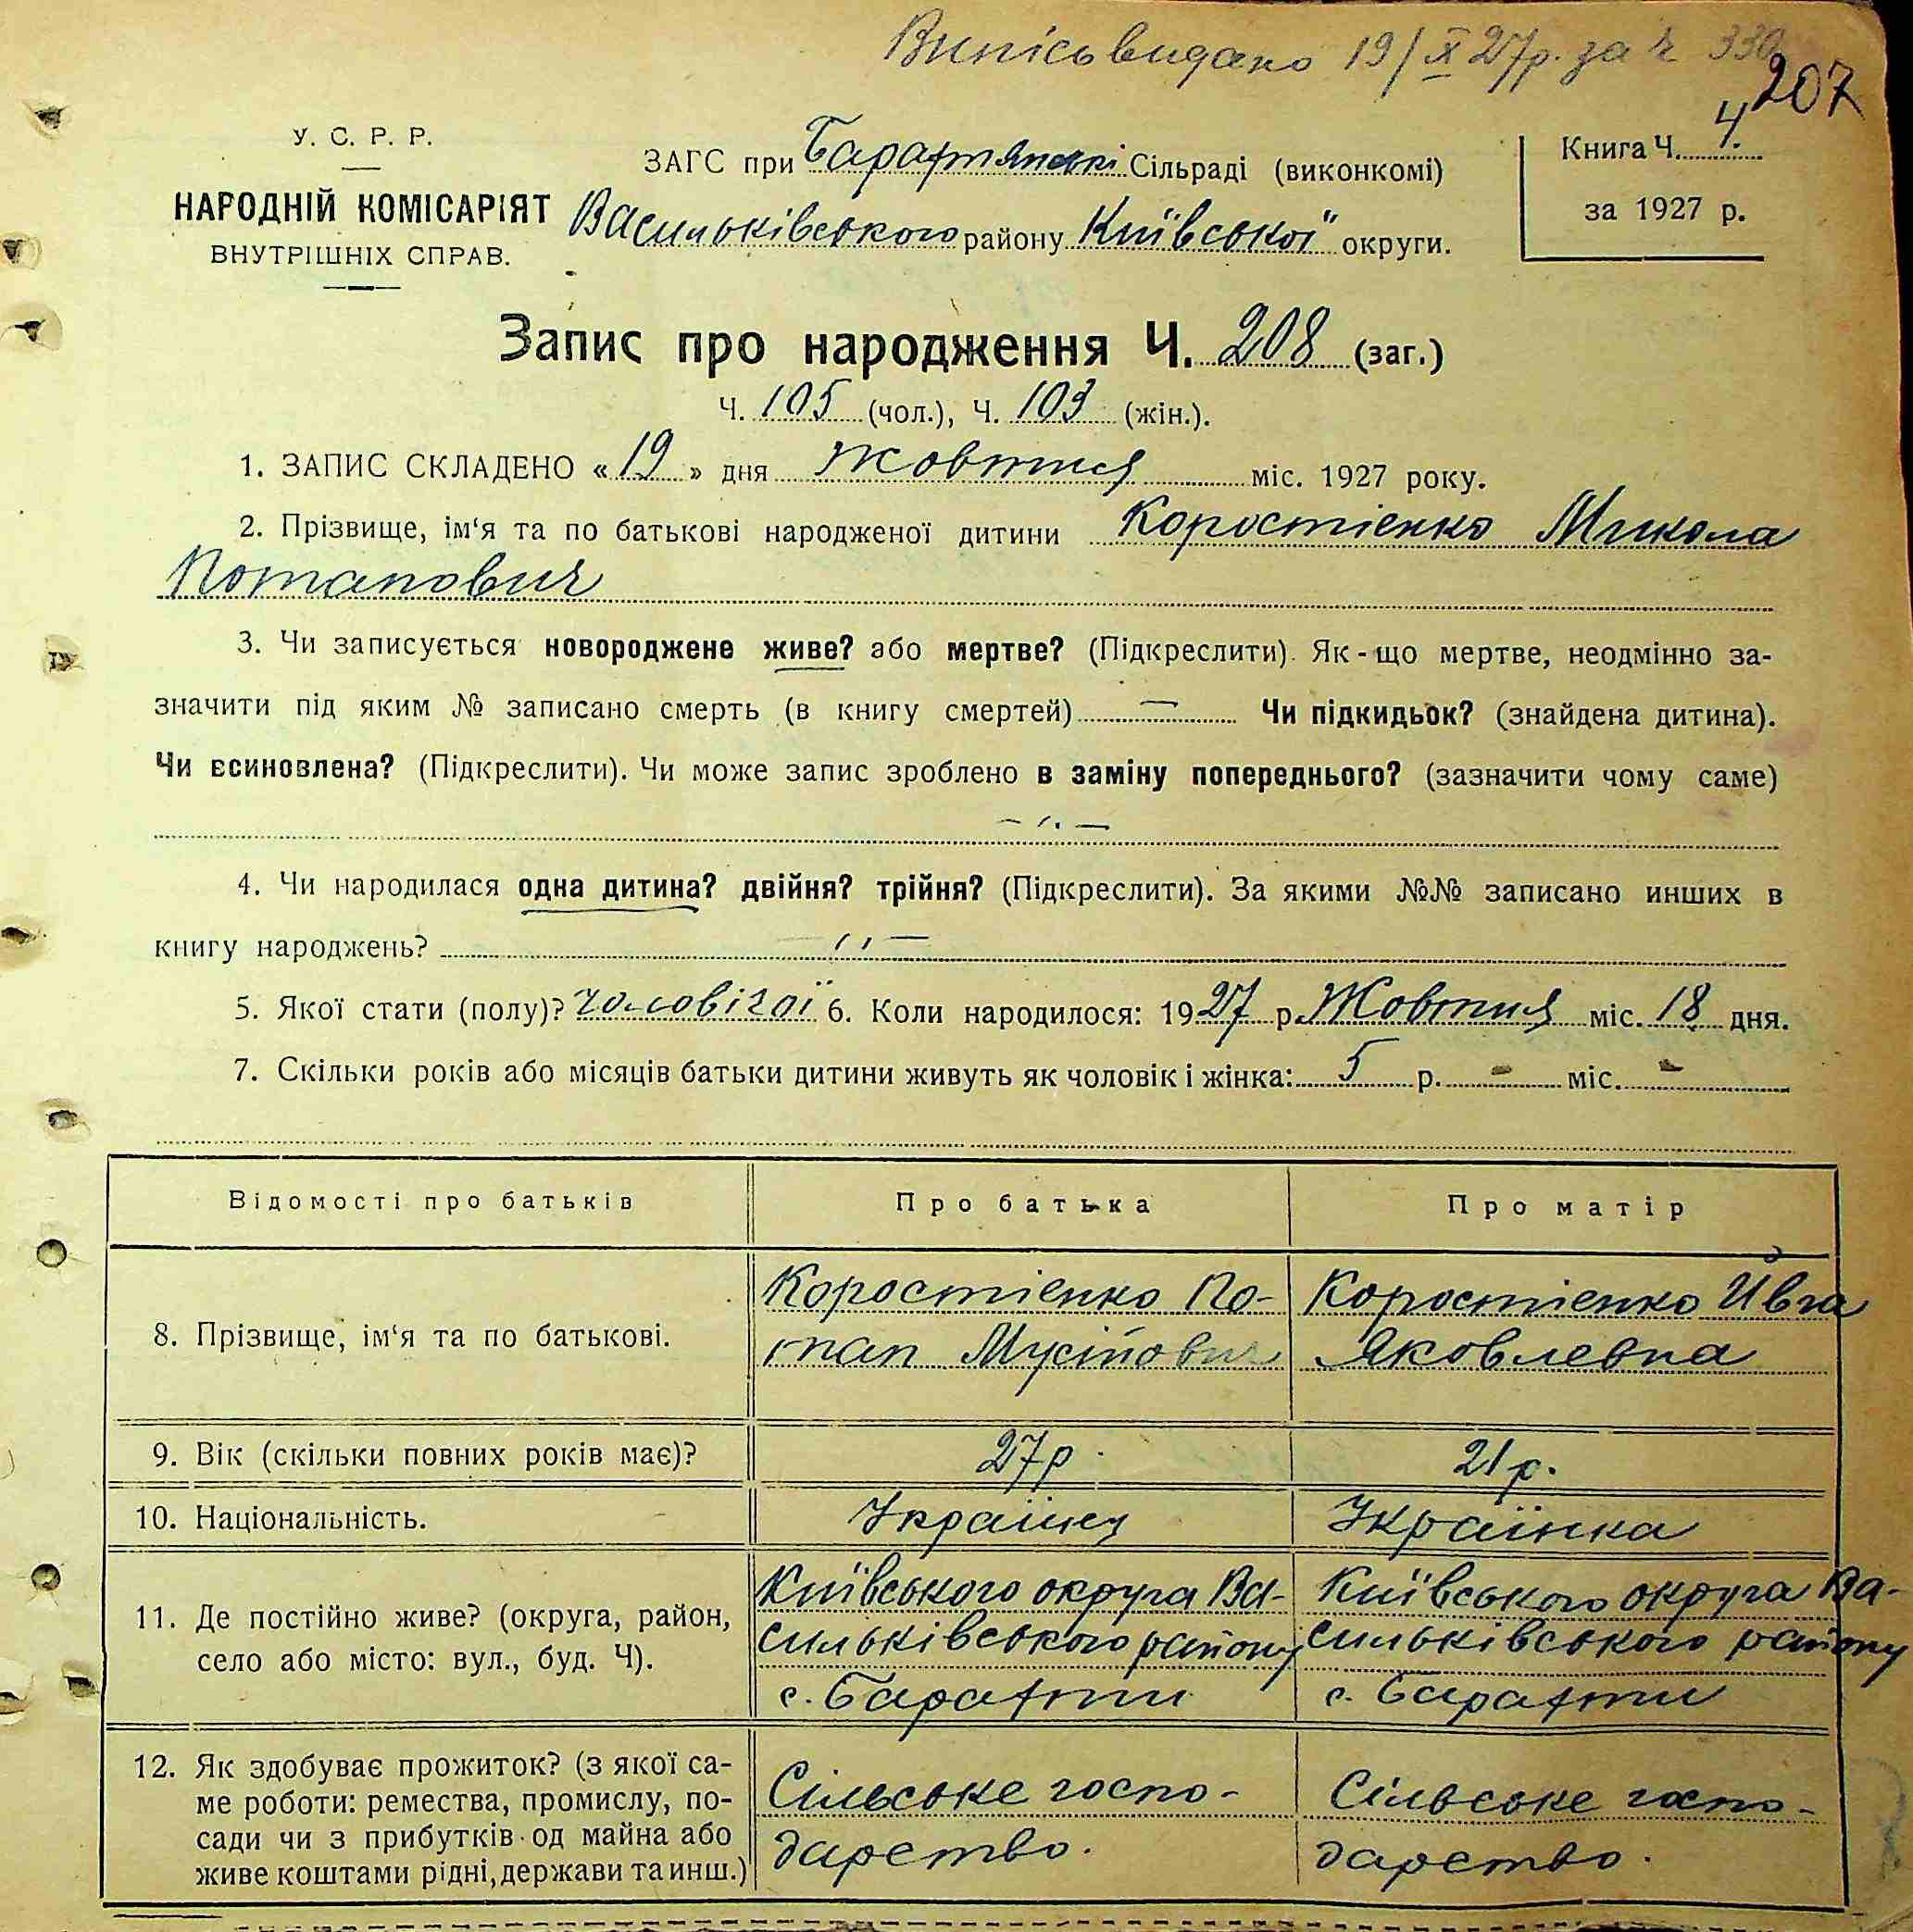 Виписьвидано 19/X 27р. за ч 330
207
У. С. Р. Р.
НАРОДНІЙ КОМІСАРІЯТ
ВНУТРІШНІХ СПРАВ.
ЗАГС при Барахтянські Сільраді (виконкомі)
Васильківського району Київської округи.
Книга Ч. 4.
за 1927 р.
Запис про народження Ч. 208 (заг.)
Ч. 105 (чол.), Ч. 103 (жін.).
1. ЗАПИС СКЛАДЕНО « 19 » дня Жовтня міс. 1927 року.
2. Прізвище, ім‘я та по батькові народженої дитини Коростієнко Микола
Потапович
3. Чи записується новороджене живе? або мертве? (Підкреслити). Як-що мертве, неодмінно за-
значити під яким № записано смерть (в книгу смертей) — Чи підкидьок? (знайдена дитина).
Чи всиновлена? (Підкреслити). Чи може запис зроблено в заміну попереднього? (зазначити чому саме)
— „ —
4. Чи народилася одна дитина? двійня? трійня? (Підкреслити). За якими №№ записано инших в
книгу народжень? — „ —
5. Якої стати (полу)? чоловічої 6. Коли народилося: 1927 р. Жовтня міс. 18 дня.
7. Скільки років або місяців батьки дитини живуть як чоловік і жінка: 5 р. - міс. -
Відомості про батьків Про батька Про матір
8. Прізвище, ім‘я та по батькові.
Коростієнко По-
тап Мусійович
Коростієнко Ивга
Яковлевна
9. Вік (скільки повних років має)? 27р. 21р.
10. Національність. Українец Українка
11. Де постійно живе? (округа, район,
село або місто: вул., буд. Ч).
Київського округа Ва-
сильківського району
с. Барахти
Київського округа Ва-
сильківського району
с. Барахти
12. Як здобуває прожиток? (з якої са-
ме роботи: ремества, промислу, по-
сади чи з прибутків од майна або
живе коштами рідні, держави та инш.)
Сільське госпо-
дарство.
Сільське госпо-
дарство.